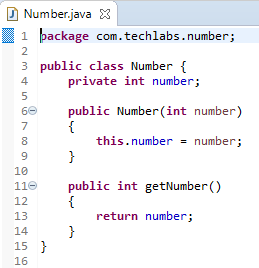 Number.java
1 package com.techlabs.number;
2
3 public class Number {
4     private int number;
5
6     public Number(int number)
7     {
8         this.number = number;
9     }
10
11     public int getNumber()
12     {
13         return number;
14     }
15 }
16